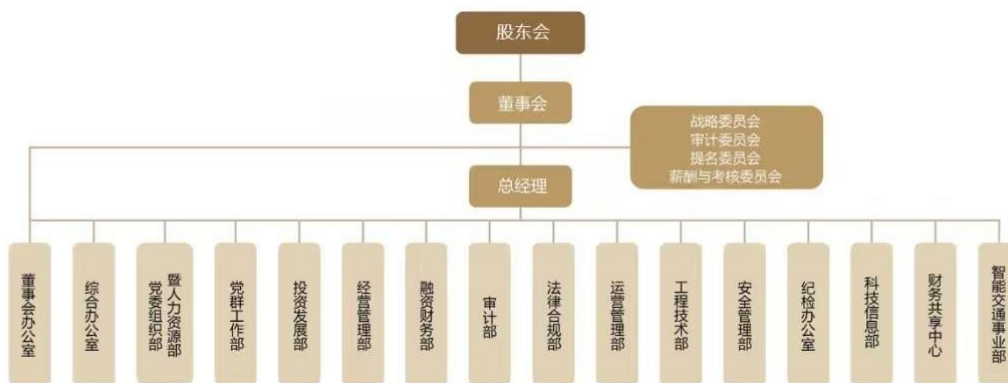 股东会
董事会
战略委员会
审计委员会
提名委员会
薪酬与考核委员会
总经理
董事会办公室
综合办公室
党委组织部
暨人力资源部
党群工作部
投资发展部
经营管理部
融资财务部
审计部
法律合规部
运营管理部
工程技术部
安全管理部
纪检办公室
科技信息部
财务共享中心
智能交通事业部